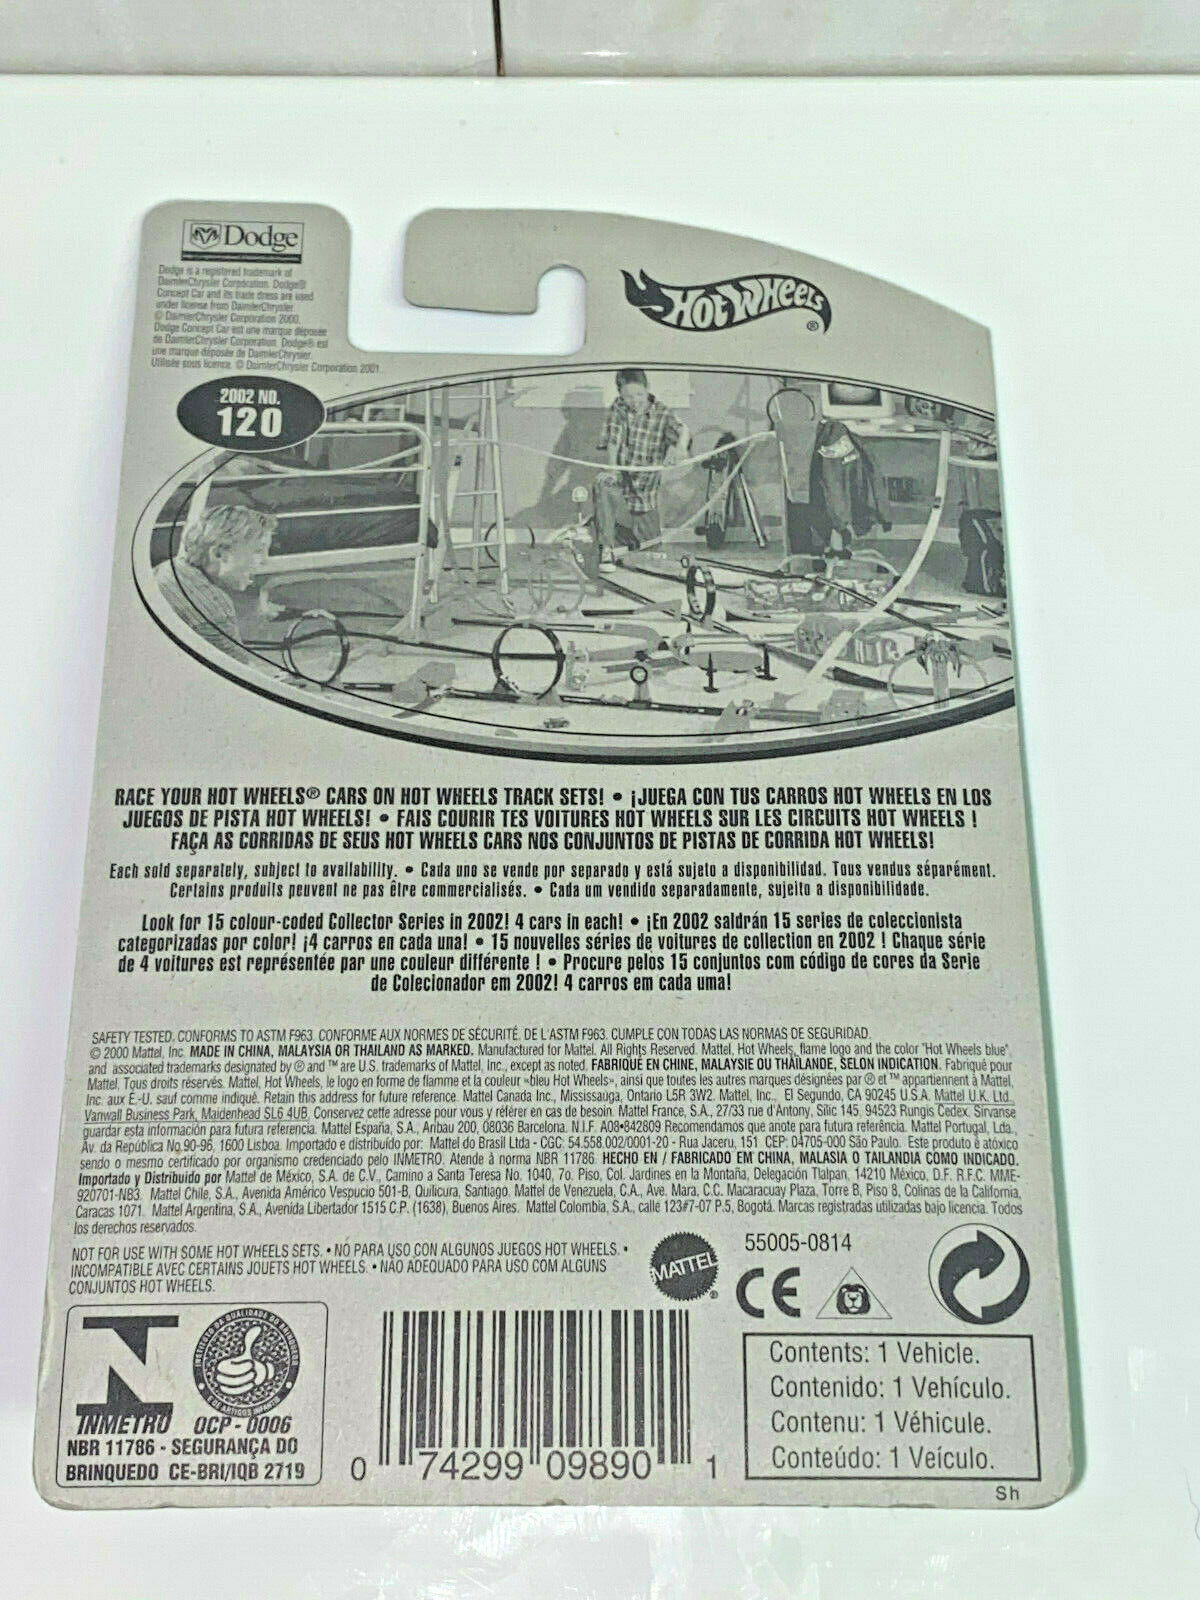 Dodge
Dodge is a registered trademark of
DaimlerChrysler Corporation. Dodge®
Concept Car and its trade dress are used
under license from DaimlerChrysler.
© DaimlerChrysler Corporation 2000.
Dodge Concept Car est une marque déposée
de DaimlerChrysler Corporation. Dodge® est
une marque déposée de DaimlerChrysler.
Utilisée sous licence. © DaimlerChrysler Corporation 2001.
HOT WHEELS®
2002 NO.
120
RACE YOUR HOT WHEELS® CARS ON HOT WHEELS TRACK SETS! • ¡JUEGA CON TUS CARROS HOT WHEELS EN LOS
JUEGOS DE PISTA HOT WHEELS! • FAIS COURIR TES VOITURES HOT WHEELS SUR LES CIRCUITS HOT WHEELS !
FAÇA AS CORRIDAS DE SEUS HOT WHEELS CARS NOS CONJUNTOS DE PISTAS DE CORRIDA HOT WHEELS!
Each sold separately, subject to availability. • Cada uno se vende por separado y está sujeto a disponibilidad. Tous vendus séparément.
Certains produits peuvent ne pas être commercialisés. • Cada um vendido separadamente, sujeito a disponibilidade.
Look for 15 colour-coded Collector Series in 2002! 4 cars in each! • ¡En 2002 saldrán 15 series de coleccionista
categorizadas por color! ¡4 carros en cada una! • 15 nouvelles séries de voitures de collection en 2002 ! Chaque série
de 4 voitures est représentée par une couleur différente ! • Procure pelos 15 conjuntos com código de cores da Serie
de Colecionador em 2002! 4 carros em cada uma!
SAFETY TESTED. CONFORMS TO ASTM F963. CONFORME AUX NORMES DE SÉCURITÉ. DE L'ASTM F963. CUMPLE CON TODAS LAS NORMAS DE SEGURIDAD.
© 2000 Mattel, Inc. MADE IN CHINA, MALAYSIA OR THAILAND AS MARKED. Manufactured for Mattel. All Rights Reserved. Mattel, Hot Wheels, flame logo and the color "Hot Wheels blue",
and associated trademarks designated by ® and ™ are U.S. trademarks of Mattel, Inc., except as noted. FABRIQUÉ EN CHINE, MALAYSIE OU THAÏLANDE, SELON INDICATION. Fabriqué pour
Mattel. Tous droits réservés. Mattel, Hot Wheels, le logo en forme de flamme et la couleur «bleu Hot Wheels», ainsi que toutes les autres marques désignées par ® et ™ appartiennent à Mattel,
Inc. aux É.-U. sauf comme indiqué. Retain this address for future reference. Mattel Canada Inc., Mississauga, Ontario L5R 3W2. Mattel, Inc., El Segundo, CA 90245 U.S.A. Mattel U.K. Ltd.,
Vanwall Business Park, Maidenhead SL6 4UB. Conservez cette adresse pour vous y référer en cas de besoin. Mattel France, S.A., 27/33 rue d'Antony, Silic 145, 94523 Rungis Cedex. Sírvanse
guardar esta información para futura referencia. Mattel España, S.A., Aribau 200, 08036 Barcelona. N.I.F. A08•842809 Recomendamos que anote para futura referência. Mattel Portugal, Lda.,
Av. da República No.90-96, 1600 Lisboa. Importado e distribuído por: Mattel do Brasil Ltda - CGC: 54.558.002/0001-20 - Rua Jaceru, 151 CEP: 04705-000 São Paulo. Este produto é atóxico
sendo o mesmo certificado por organismo credenciado pelo INMETRO. Atende à norma NBR 11786. HECHO EN / FABRICADO EM CHINA, MALASIA O TAILANDIA COMO INDICADO.
Importado y Distribuido por Mattel de México, S.A. de C.V., Camino a Santa Teresa No. 1040, 7o. Piso, Col. Jardines en la Montaña, Delegación Tlalpan, 14210 México, D.F. R.F.C. MME-
920701-NB3. Mattel Chile, S.A., Avenida Américo Vespucio 501-B, Quilicura, Santiago. Mattel de Venezuela, C.A., Ave. Mara, C.C. Macaracuay Plaza, Torre B, Piso 8, Colinas de la California,
Caracas 1071. Mattel Argentina, S.A., Avenida Libertador 1515 C.P. (1638), Buenos Aires. Mattel Colombia, S.A., calle 123#7-07 P.5, Bogotá. Marcas registradas utilizadas bajo licencia. Todos
los derechos reservados.
NOT FOR USE WITH SOME HOT WHEELS SETS. • NO PARA USO CON ALGUNOS JUEGOS HOT WHEELS. •
INCOMPATIBLE AVEC CERTAINS JOUETS HOT WHEELS. • NÃO ADEQUADO PARA USO COM ALGUNS
CONJUNTOS HOT WHEELS.
MATTEL®
55005-0814
CE
INSTITUTO DA QUALIDADE DO BRINQUEDO
E DE ARTIGOS INFANTIS
INMETRO OCP - 0006
NBR 11786 - SEGURANÇA DO
BRINQUEDO CE-BRI/IQB 2719
0 74299 09890 1
Contents: 1 Vehicle.
Contenido: 1 Vehículo.
Contenu: 1 Véhicule.
Conteúdo: 1 Veículo.
Sh